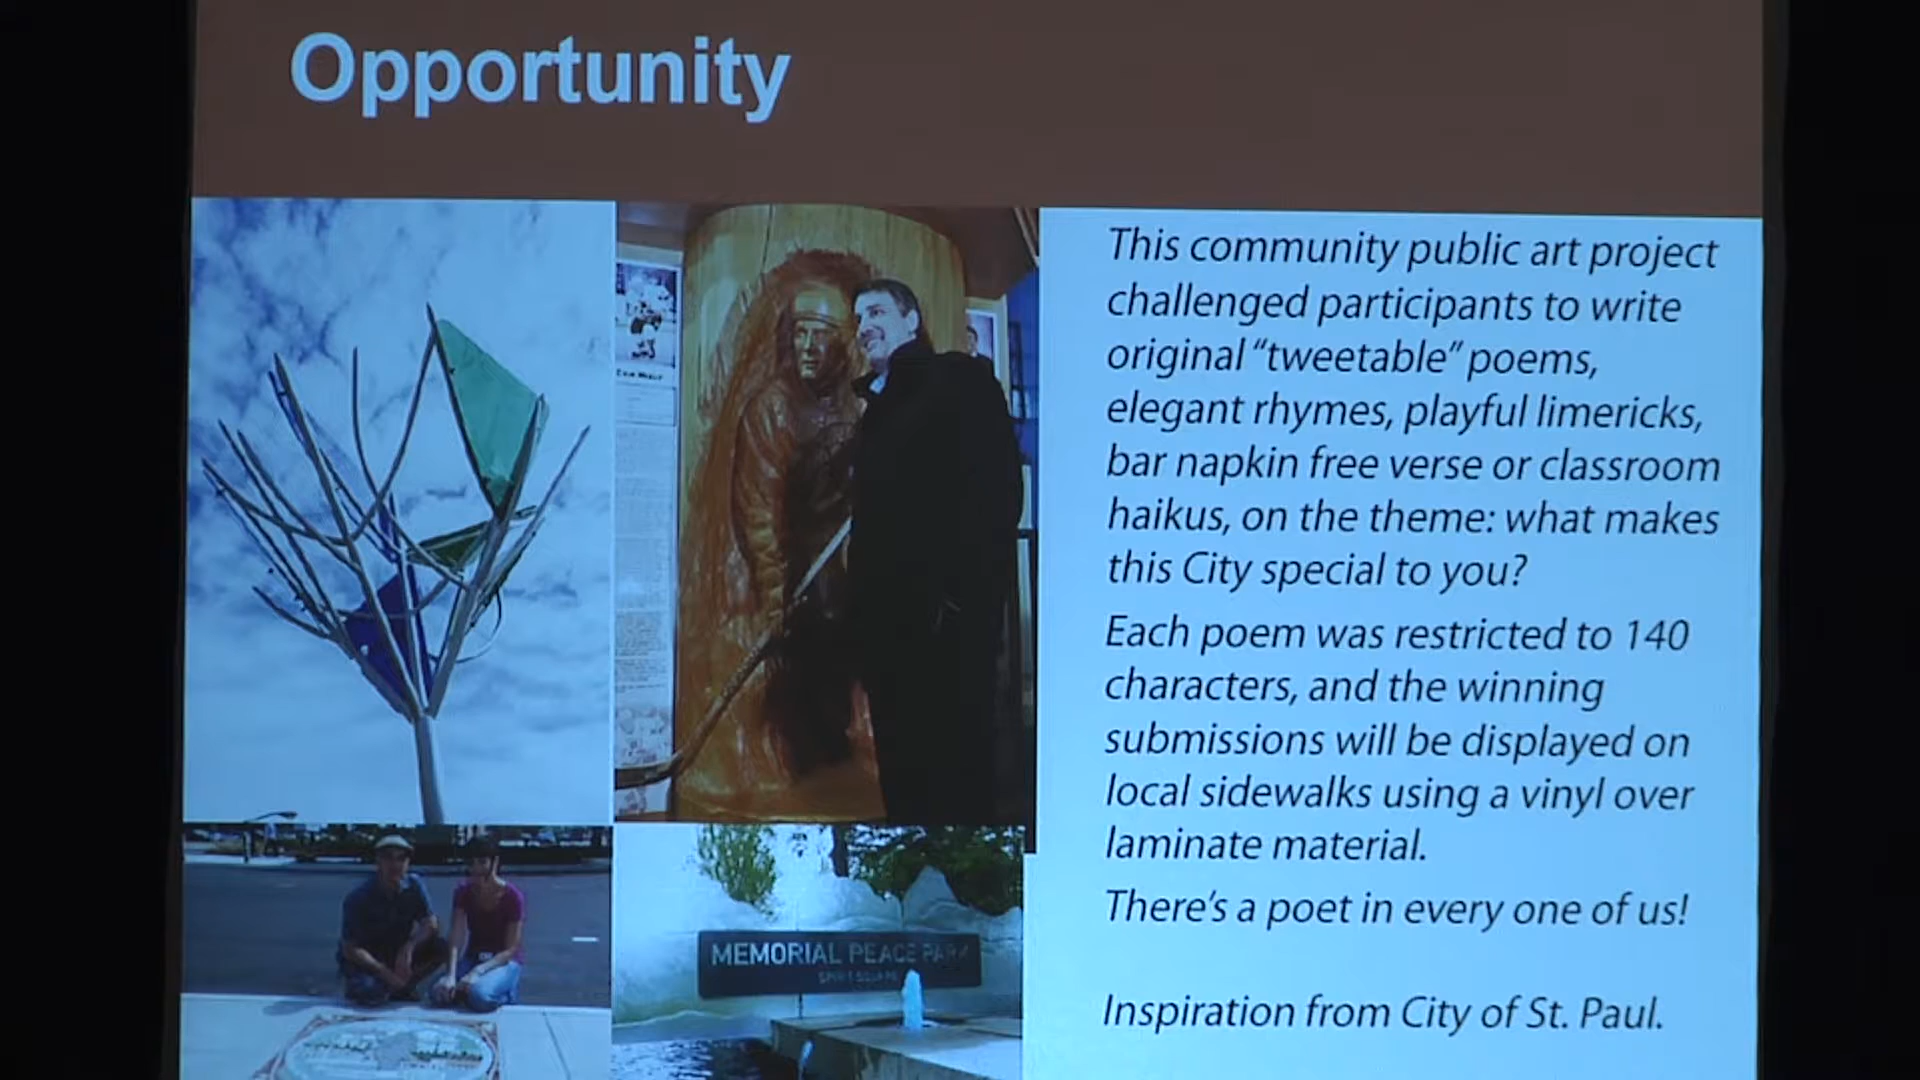 Opportunity
This community public art project
challenged participants to write
original “tweetable” poems,
elegant rhymes, playful limericks,
bar napkin free verse or classroom
haikus, on the theme: what makes
this City special to you?
Each poem was restricted to 140
characters, and the winning
submissions will be displayed on
local sidewalks using a vinyl over
laminate material.
There’s a poet in every one of us!
Inspiration from City of St. Paul.
MEMORIAL PEACE PARK
SPIRIT SQUARE